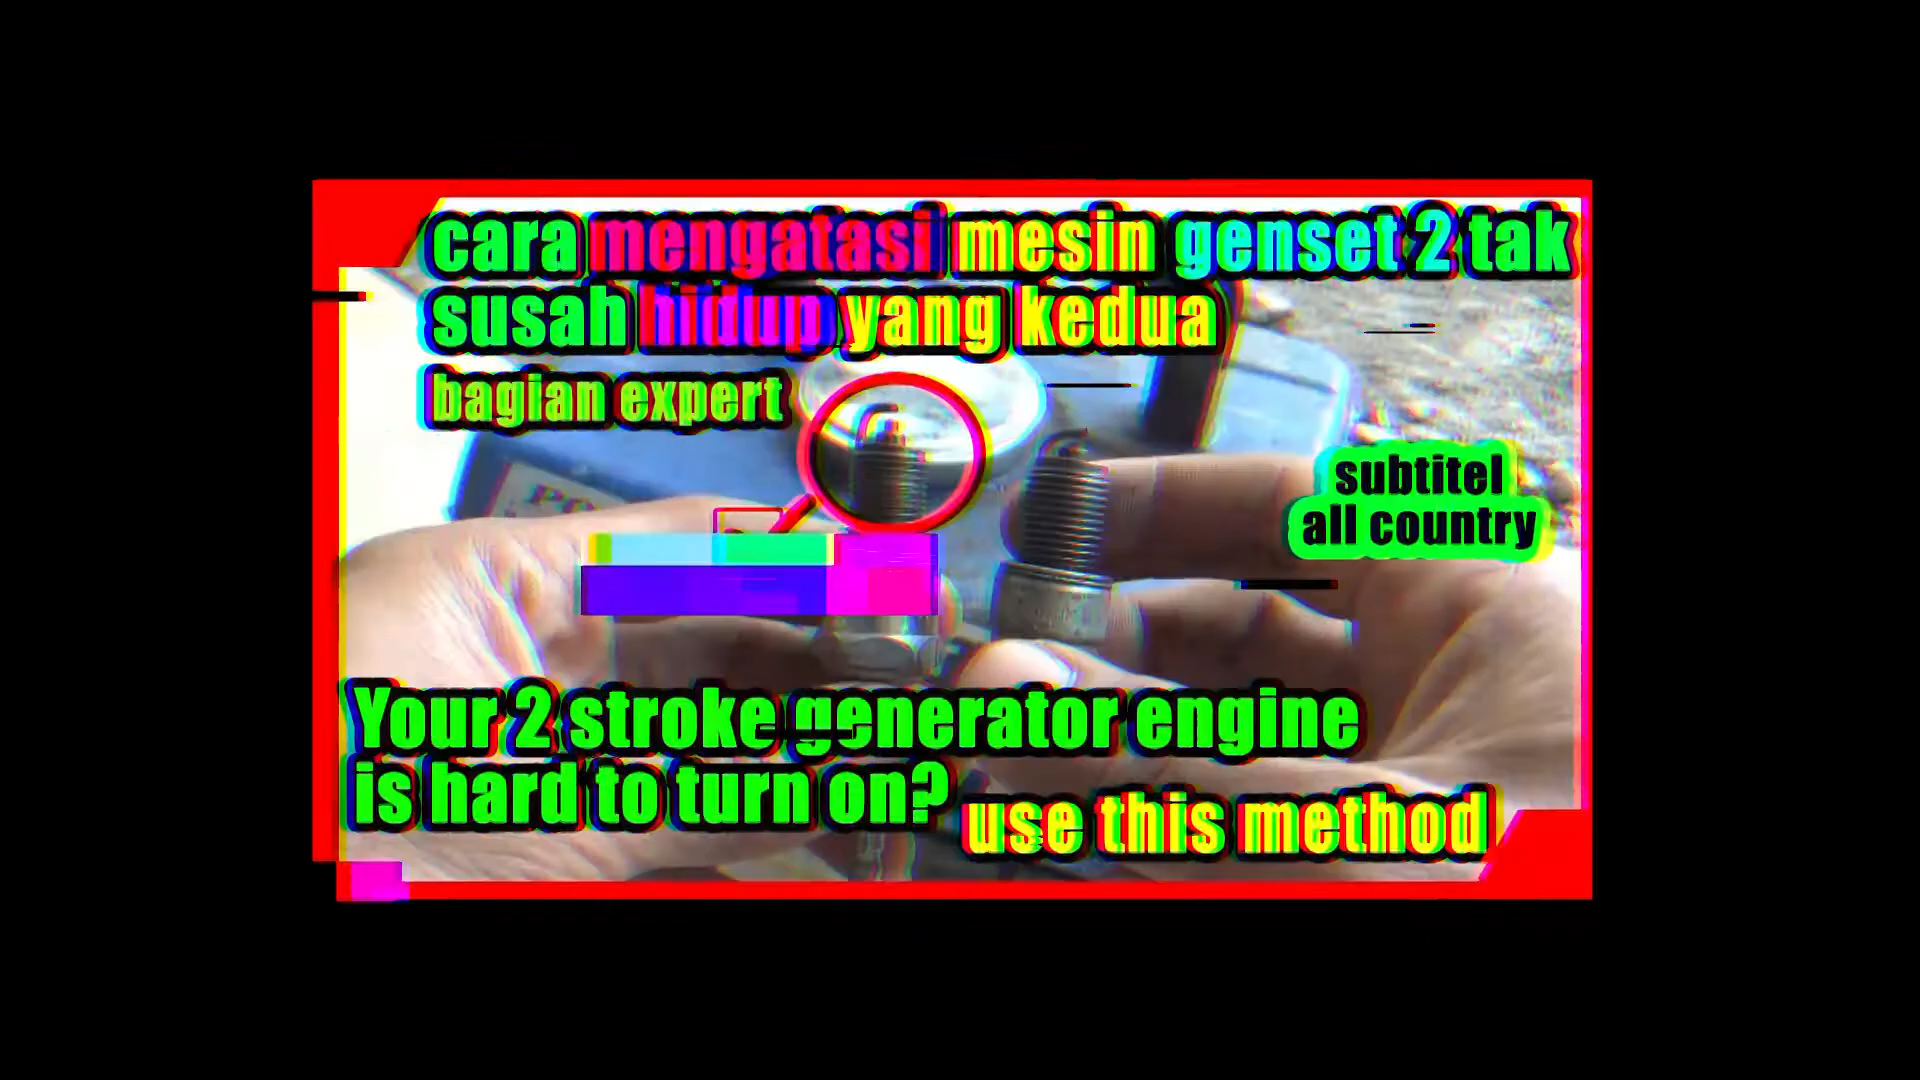 cara mengatasi mesin genset 2 tak
susah hidup yang kedua
bagian expert
subtitel
all country
Your 2 stroke generator engine
is hard to turn on?
use this method